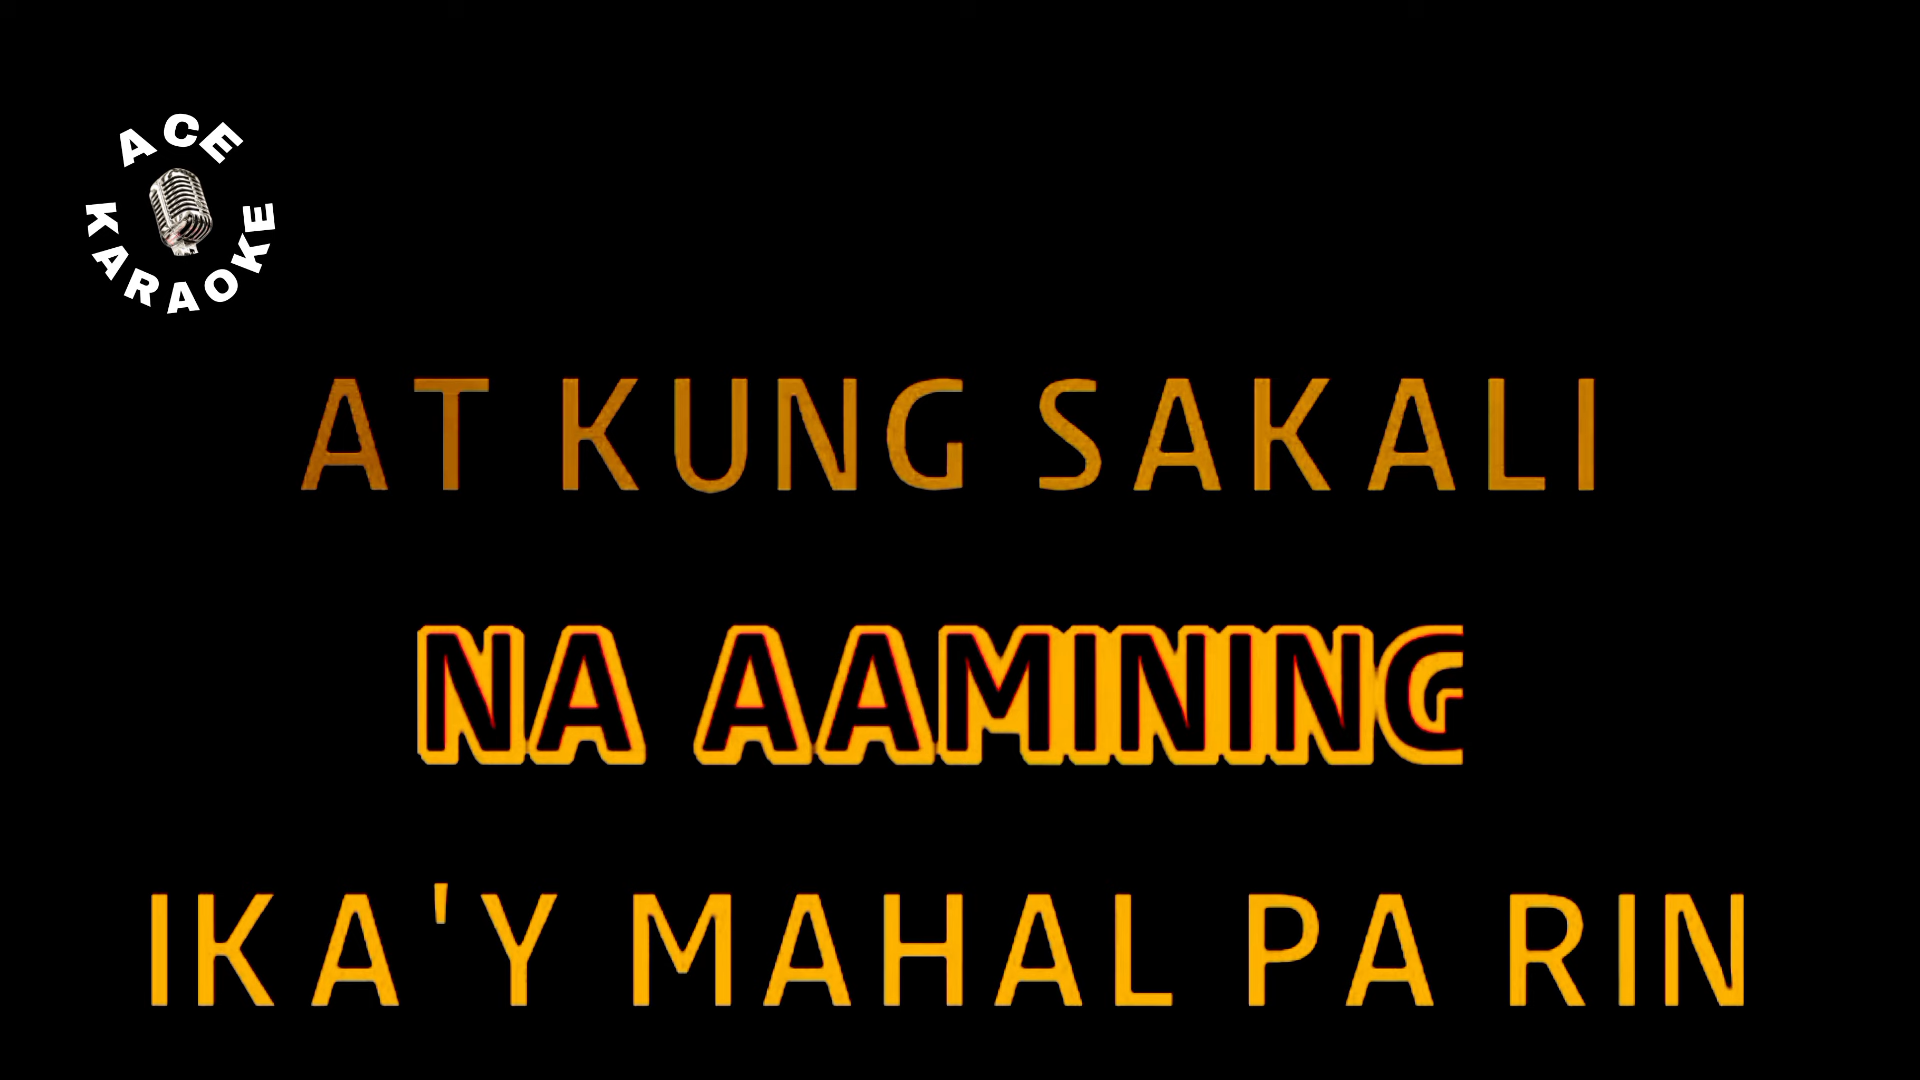 ACE
KARAOKE
AT KUNG SAKALI
NA AAMINING
IKA'Y MAHAL PA RIN